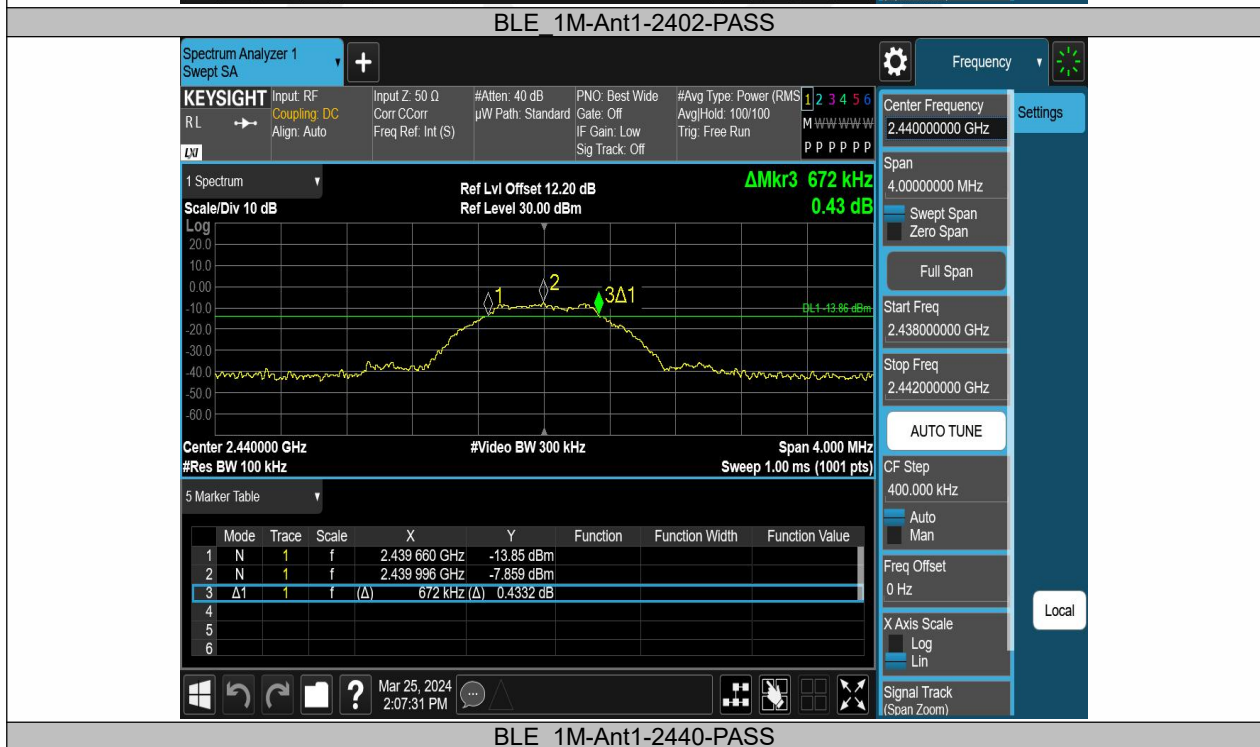 BLE_1M-Ant1-2402-PASS
Spectrum Analyzer 1
Swept SA
Frequency
KEYSIGHT
RL
LXI
Input: RF
Coupling: DC
Align: Auto
Input Z: 50 Ω
Corr CCorr
Freq Ref: Int (S)
#Atten: 40 dB
µW Path: Standard
PNO: Best Wide
Gate: Off
IF Gain: Low
Sig Track: Off
#Avg Type: Power (RMS
Avg|Hold: 100/100
Trig: Free Run
1 2 3 4 5 6
M W W W W W
P P P P P P
1 Spectrum
Scale/Div 10 dB
Ref Lvl Offset 12.20 dB
Ref Level 30.00 dBm
ΔMkr3 672 kHz
0.43 dB
Log
20.0
10.0
0.00
-10.0
-20.0
-30.0
-40.0
-50.0
-60.0
1
2
3Δ1
DL1 -13.86 dBm
Center 2.440000 GHz
#Video BW 300 kHz
Span 4.000 MHz
#Res BW 100 kHz
Sweep 1.00 ms (1001 pts)
5 Marker Table
Mode Trace Scale X Y Function Function Width Function Value
1 N 1 f 2.439 660 GHz -13.85 dBm
2 N 1 f 2.439 996 GHz -7.859 dBm
3 Δ1 1 f (Δ) 672 kHz (Δ) 0.4332 dB
4
5
6
Mar 25, 2024
2:07:31 PM
Center Frequency
2.440000000 GHz
Settings
Span
4.00000000 MHz
Swept Span
Zero Span
Full Span
Start Freq
2.438000000 GHz
Stop Freq
2.442000000 GHz
AUTO TUNE
CF Step
400.000 kHz
Auto
Man
Freq Offset
0 Hz
X Axis Scale
Log
Lin
Local
Signal Track
(Span Zoom)
BLE_1M-Ant1-2440-PASS